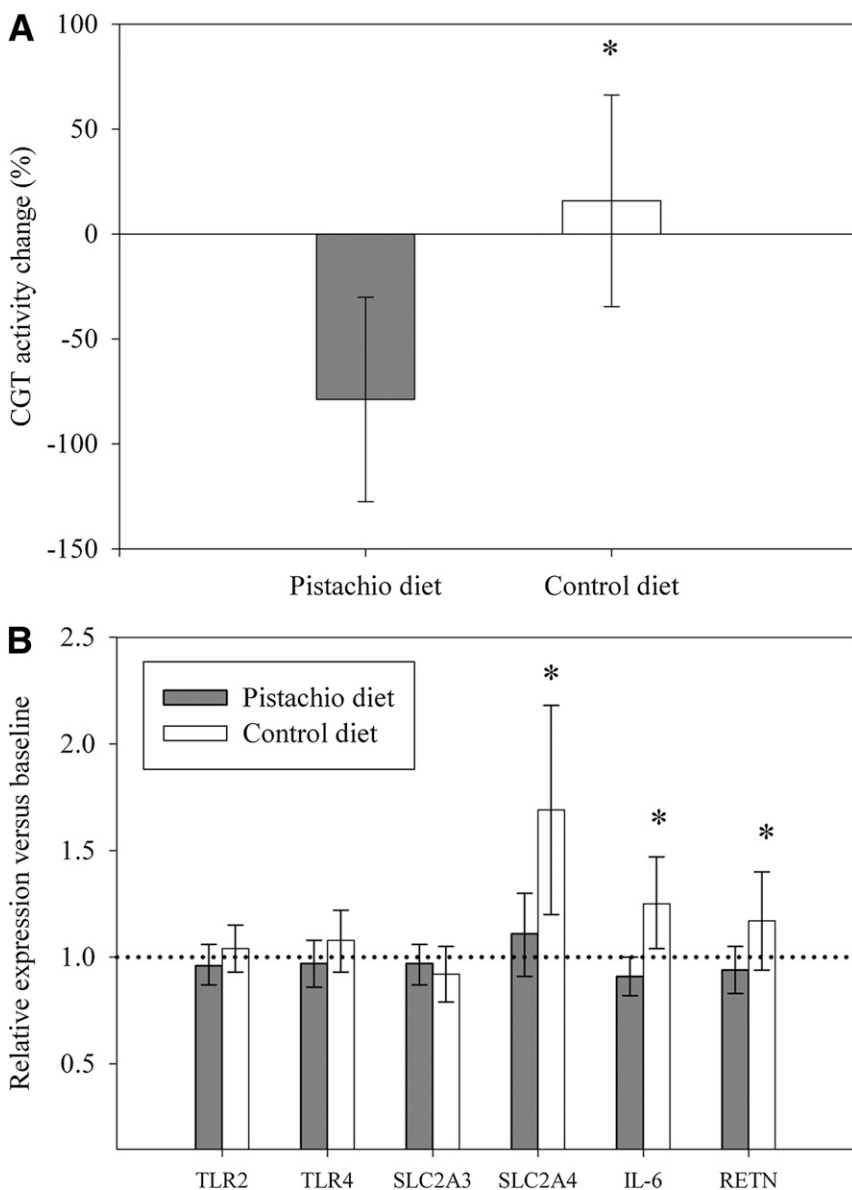 A
100
*
50
CGT activity change (%)
0
-50
-100
-150
Pistachio diet
Control diet
B
2.5
Pistachio diet
Control diet
*
2.0
Relative expression versus baseline
1.5
*
*
1.0
0.5
TLR2 TLR4 SLC2A3 SLC2A4 IL-6 RETN